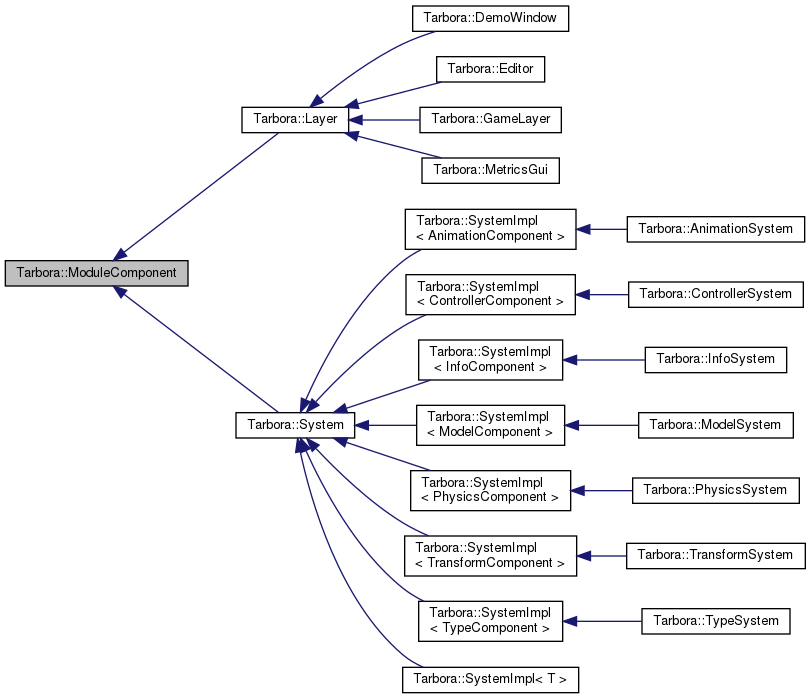 Tarbora::DemoWindow
Tarbora::Editor
Tarbora::Layer
Tarbora::GameLayer
Tarbora::MetricsGui
Tarbora::SystemImpl
< AnimationComponent >
Tarbora::AnimationSystem
Tarbora::ModuleComponent
Tarbora::SystemImpl
< ControllerComponent >
Tarbora::ControllerSystem
Tarbora::SystemImpl
< InfoComponent >
Tarbora::InfoSystem
Tarbora::System
Tarbora::SystemImpl
< ModelComponent >
Tarbora::ModelSystem
Tarbora::SystemImpl
< PhysicsComponent >
Tarbora::PhysicsSystem
Tarbora::SystemImpl
< TransformComponent >
Tarbora::TransformSystem
Tarbora::SystemImpl
< TypeComponent >
Tarbora::TypeSystem
Tarbora::SystemImpl< T >